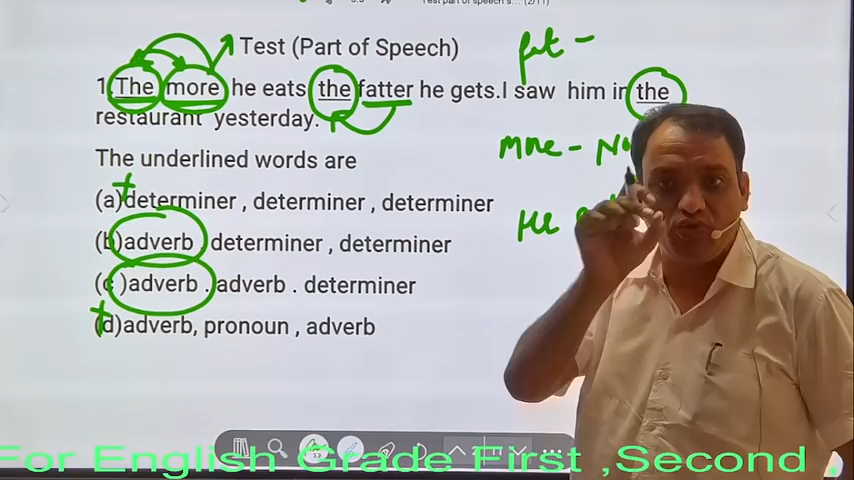 Test (Part of Speech)
fat -
1. The more he eats the fatter he gets.I saw him in the
restaurant yesterday.
more - No
The underlined words are
(a)determiner , determiner , determiner
He
(b)adverb determiner , determiner
(c )adverb . adverb . determiner
(d)adverb, pronoun , adverb
For English Grade First ,Second .